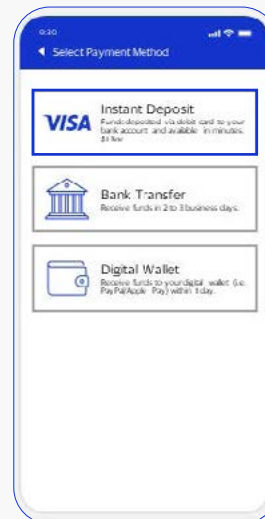 9:30
Select Payment Method
VISA
Instant Deposit
Funds deposited via debit card to your
bank account and available in minutes.
$1 fee
Bank Transfer
Receive funds in 2 to 3 business days.
Digital Wallet
Receive funds to your digital wallet (i.e.
PayPal/Apple Pay) within 1 day.